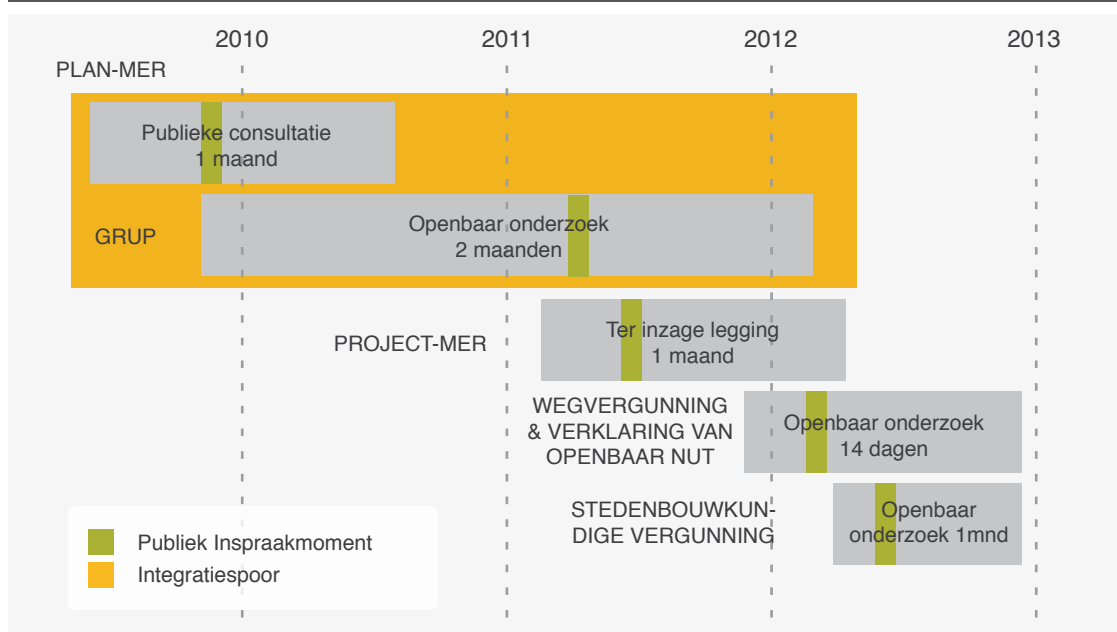 2010 2011 2012 2013
PLAN-MER
Publieke consultatie
1 maand
GRUP
Openbaar onderzoek
2 maanden
PROJECT-MER
Ter inzage legging
1 maand
WEGVERGUNNING
& VERKLARING VAN
OPENBAAR NUT
Openbaar onderzoek
14 dagen
STEDENBOUWKUN-
DIGE VERGUNNING
Openbaar
onderzoek 1mnd
Publiek Inspraakmoment
Integratiespoor